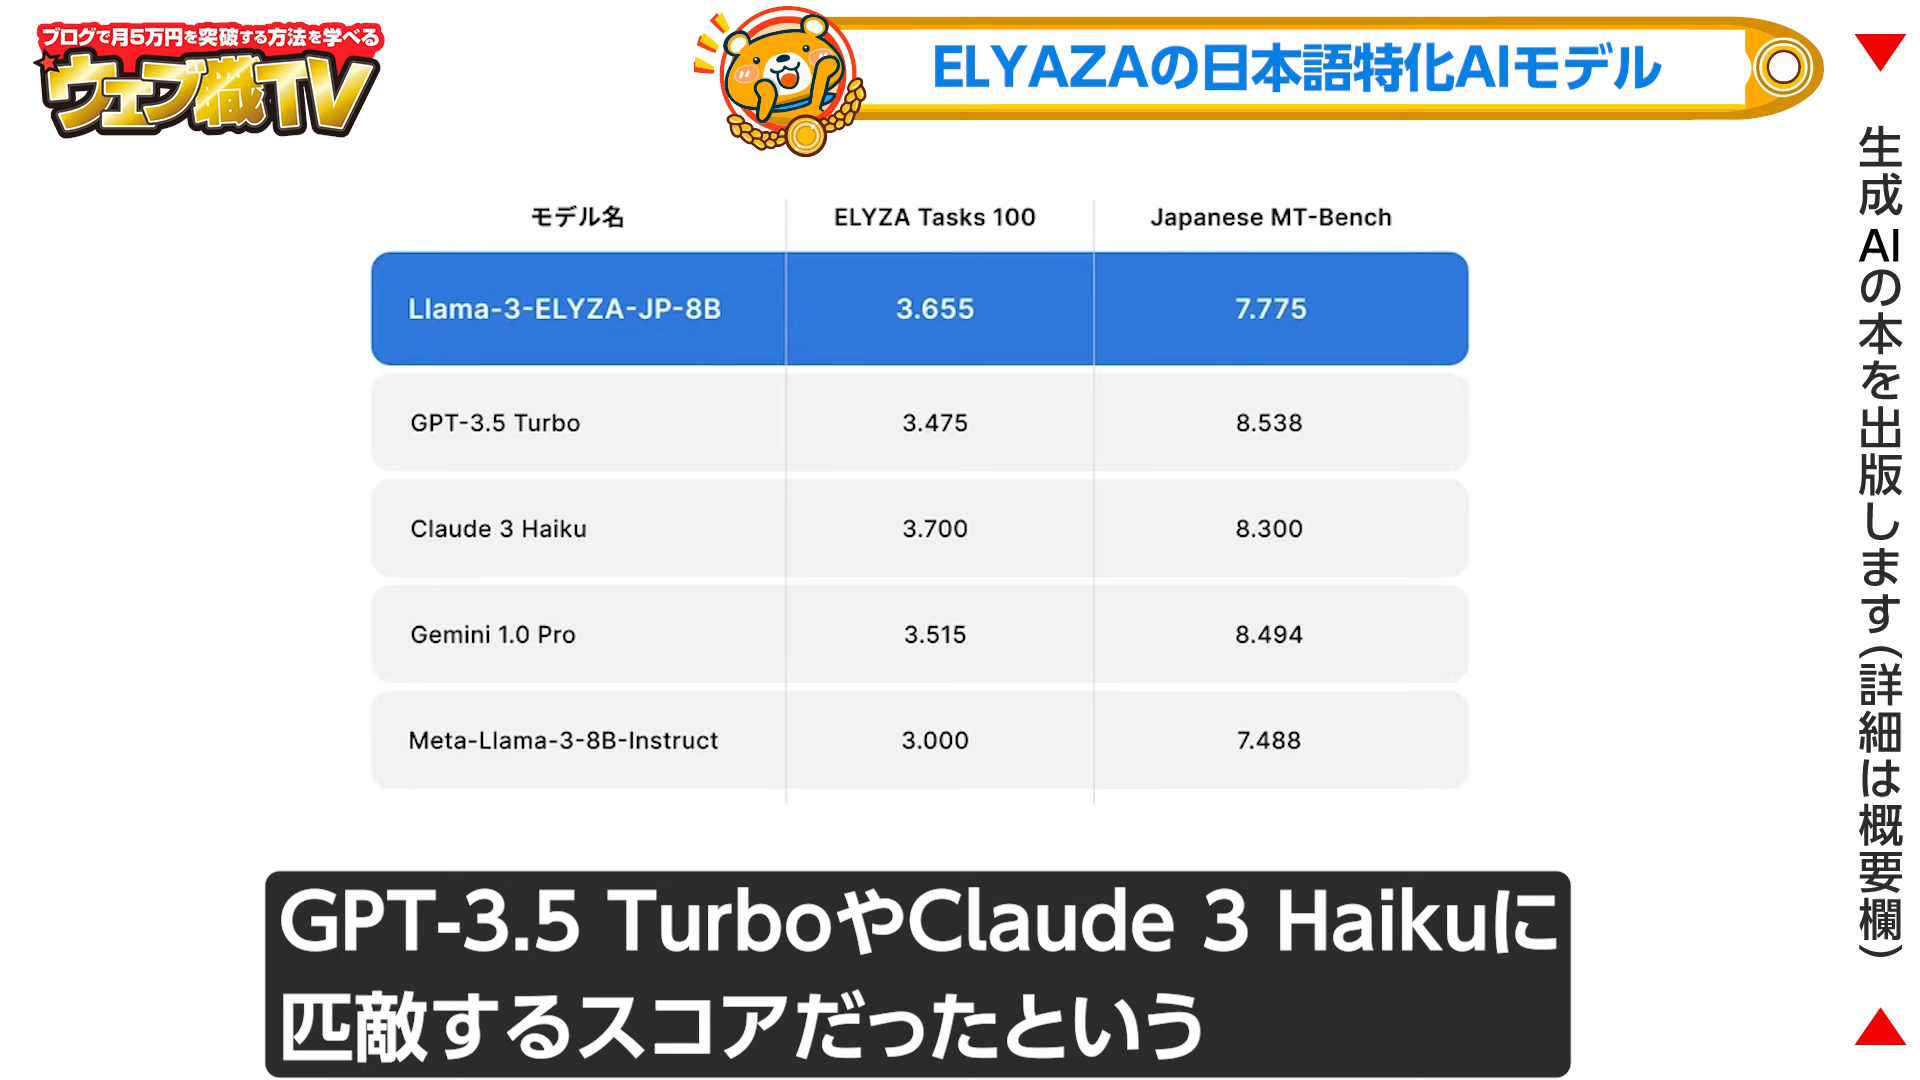 ブログで月5万円を突破する方法を学べる
ウェブ職TV
ELYAZAの日本語特化AIモデル
モデル名 ELYZA Tasks 100 Japanese MT-Bench
Llama-3-ELYZA-JP-8B 3.655 7.775
GPT-3.5 Turbo 3.475 8.538
Claude 3 Haiku 3.700 8.300
Gemini 1.0 Pro 3.515 8.494
Meta-Llama-3-8B-Instruct 3.000 7.488
GPT-3.5 TurboやClaude 3 Haikuに
匹敵するスコアだったという
生成AIの本を出版します(詳細は概要欄)